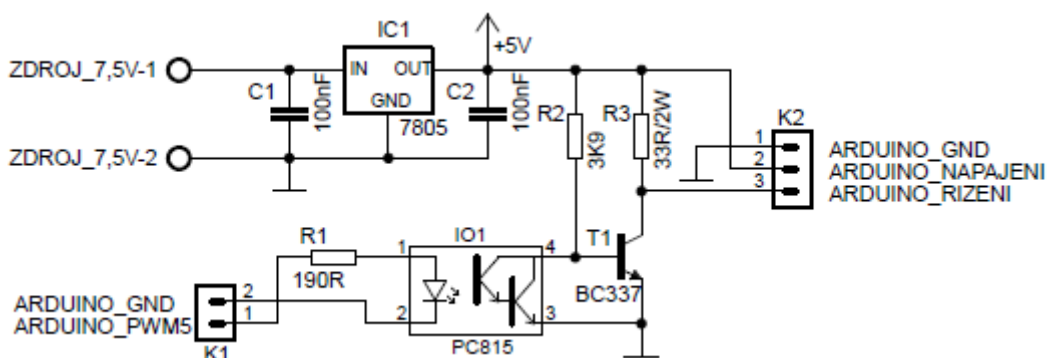 IC1
+5V
ZDROJ_7,5V-1
IN OUT
GND
7805
C1
100nF
C2
100nF
R2
3K9
R3
33R/2W
K2
1
2
3
ARDUINO_GND
ARDUINO_NAPAJENI
ARDUINO_RIZENI
ZDROJ_7,5V-2
R1
190R
IO1
1
2
4
3
PC815
T1
BC337
ARDUINO_GND
ARDUINO_PWM5
2
1
K1